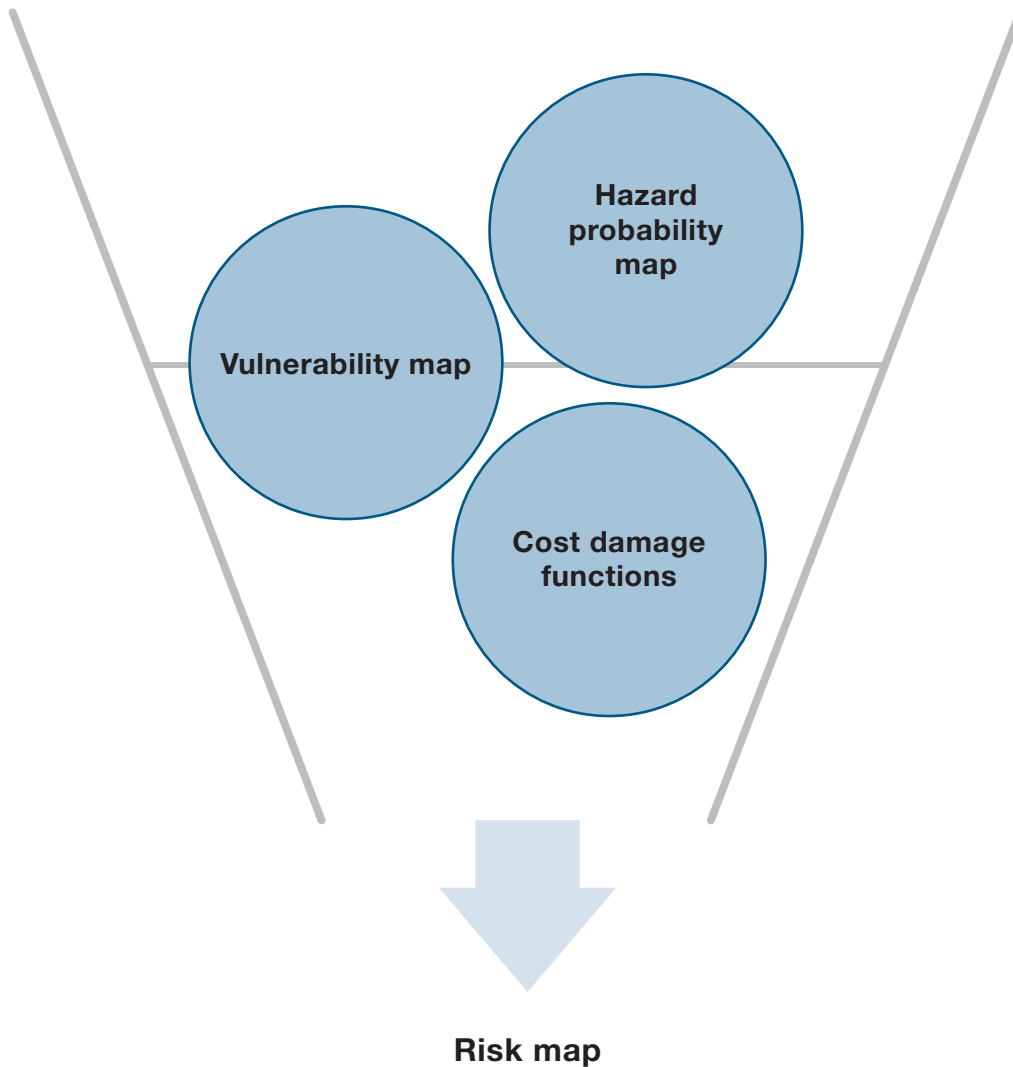 Hazard
probability
map
Vulnerability map
Cost damage
functions
Risk map